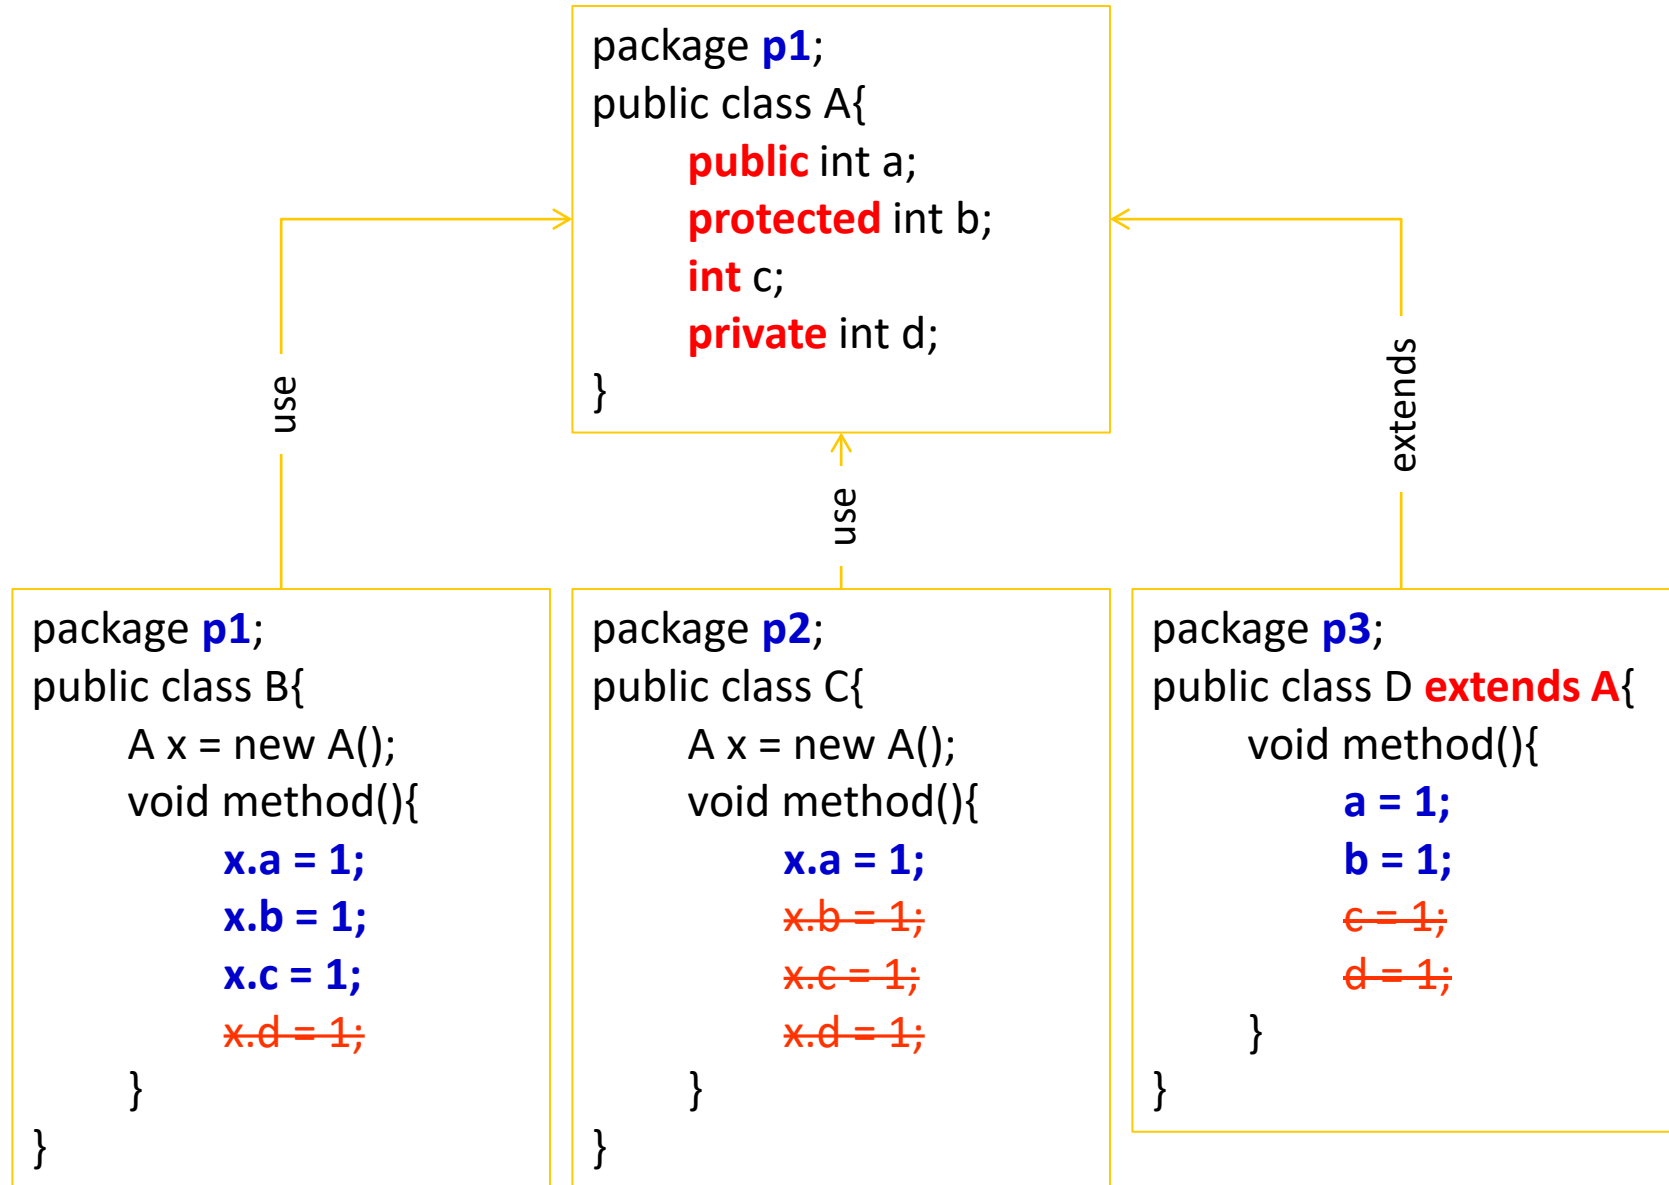 package p1;
public class A{
public int a;
protected int b;
int c;
private int d;
}
use
use
extends
package p1;
public class B{
A x = new A();
void method(){
x.a = 1;
x.b = 1;
x.c = 1;
x.d = 1;
}
}
package p2;
public class C{
A x = new A();
void method(){
x.a = 1;
x.b = 1;
x.c = 1;
x.d = 1;
}
}
package p3;
public class D extends A{
void method(){
a = 1;
b = 1;
c = 1;
d = 1;
}
}